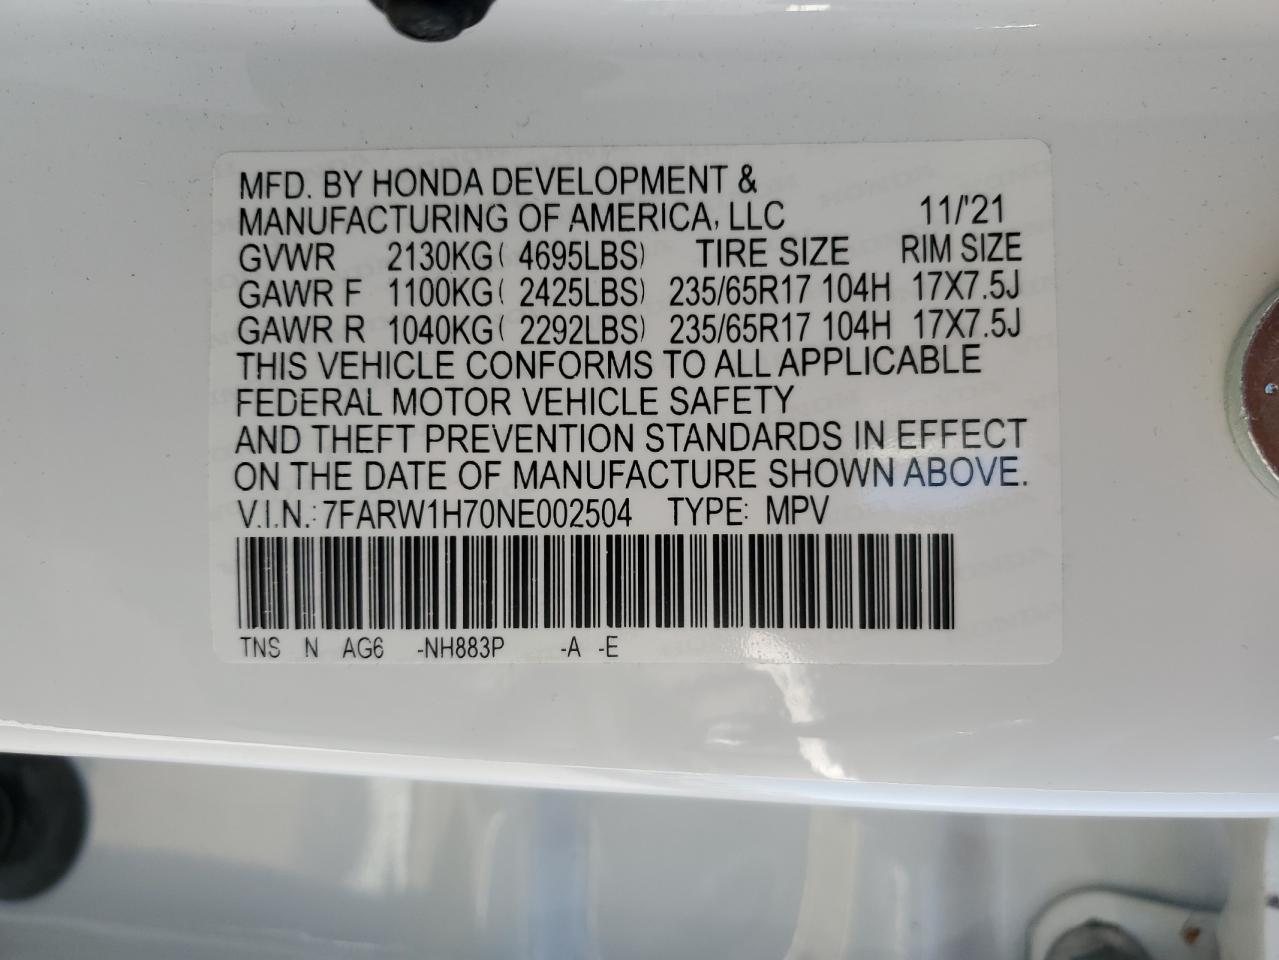 MFD. BY HONDA DEVELOPMENT &
MANUFACTURING OF AMERICA, LLC 11/'21
GVWR 2130KG( 4695LBS) TIRE SIZE RIM SIZE
GAWR F 1100KG( 2425LBS) 235/65R17 104H 17X7.5J
GAWR R 1040KG( 2292LBS) 235/65R17 104H 17X7.5J
THIS VEHICLE CONFORMS TO ALL APPLICABLE
FEDERAL MOTOR VEHICLE SAFETY
AND THEFT PREVENTION STANDARDS IN EFFECT
ON THE DATE OF MANUFACTURE SHOWN ABOVE.
V.I.N.: 7FARW1H70NE002504 TYPE: MPV
TNS N AG6 -NH883P -A -E